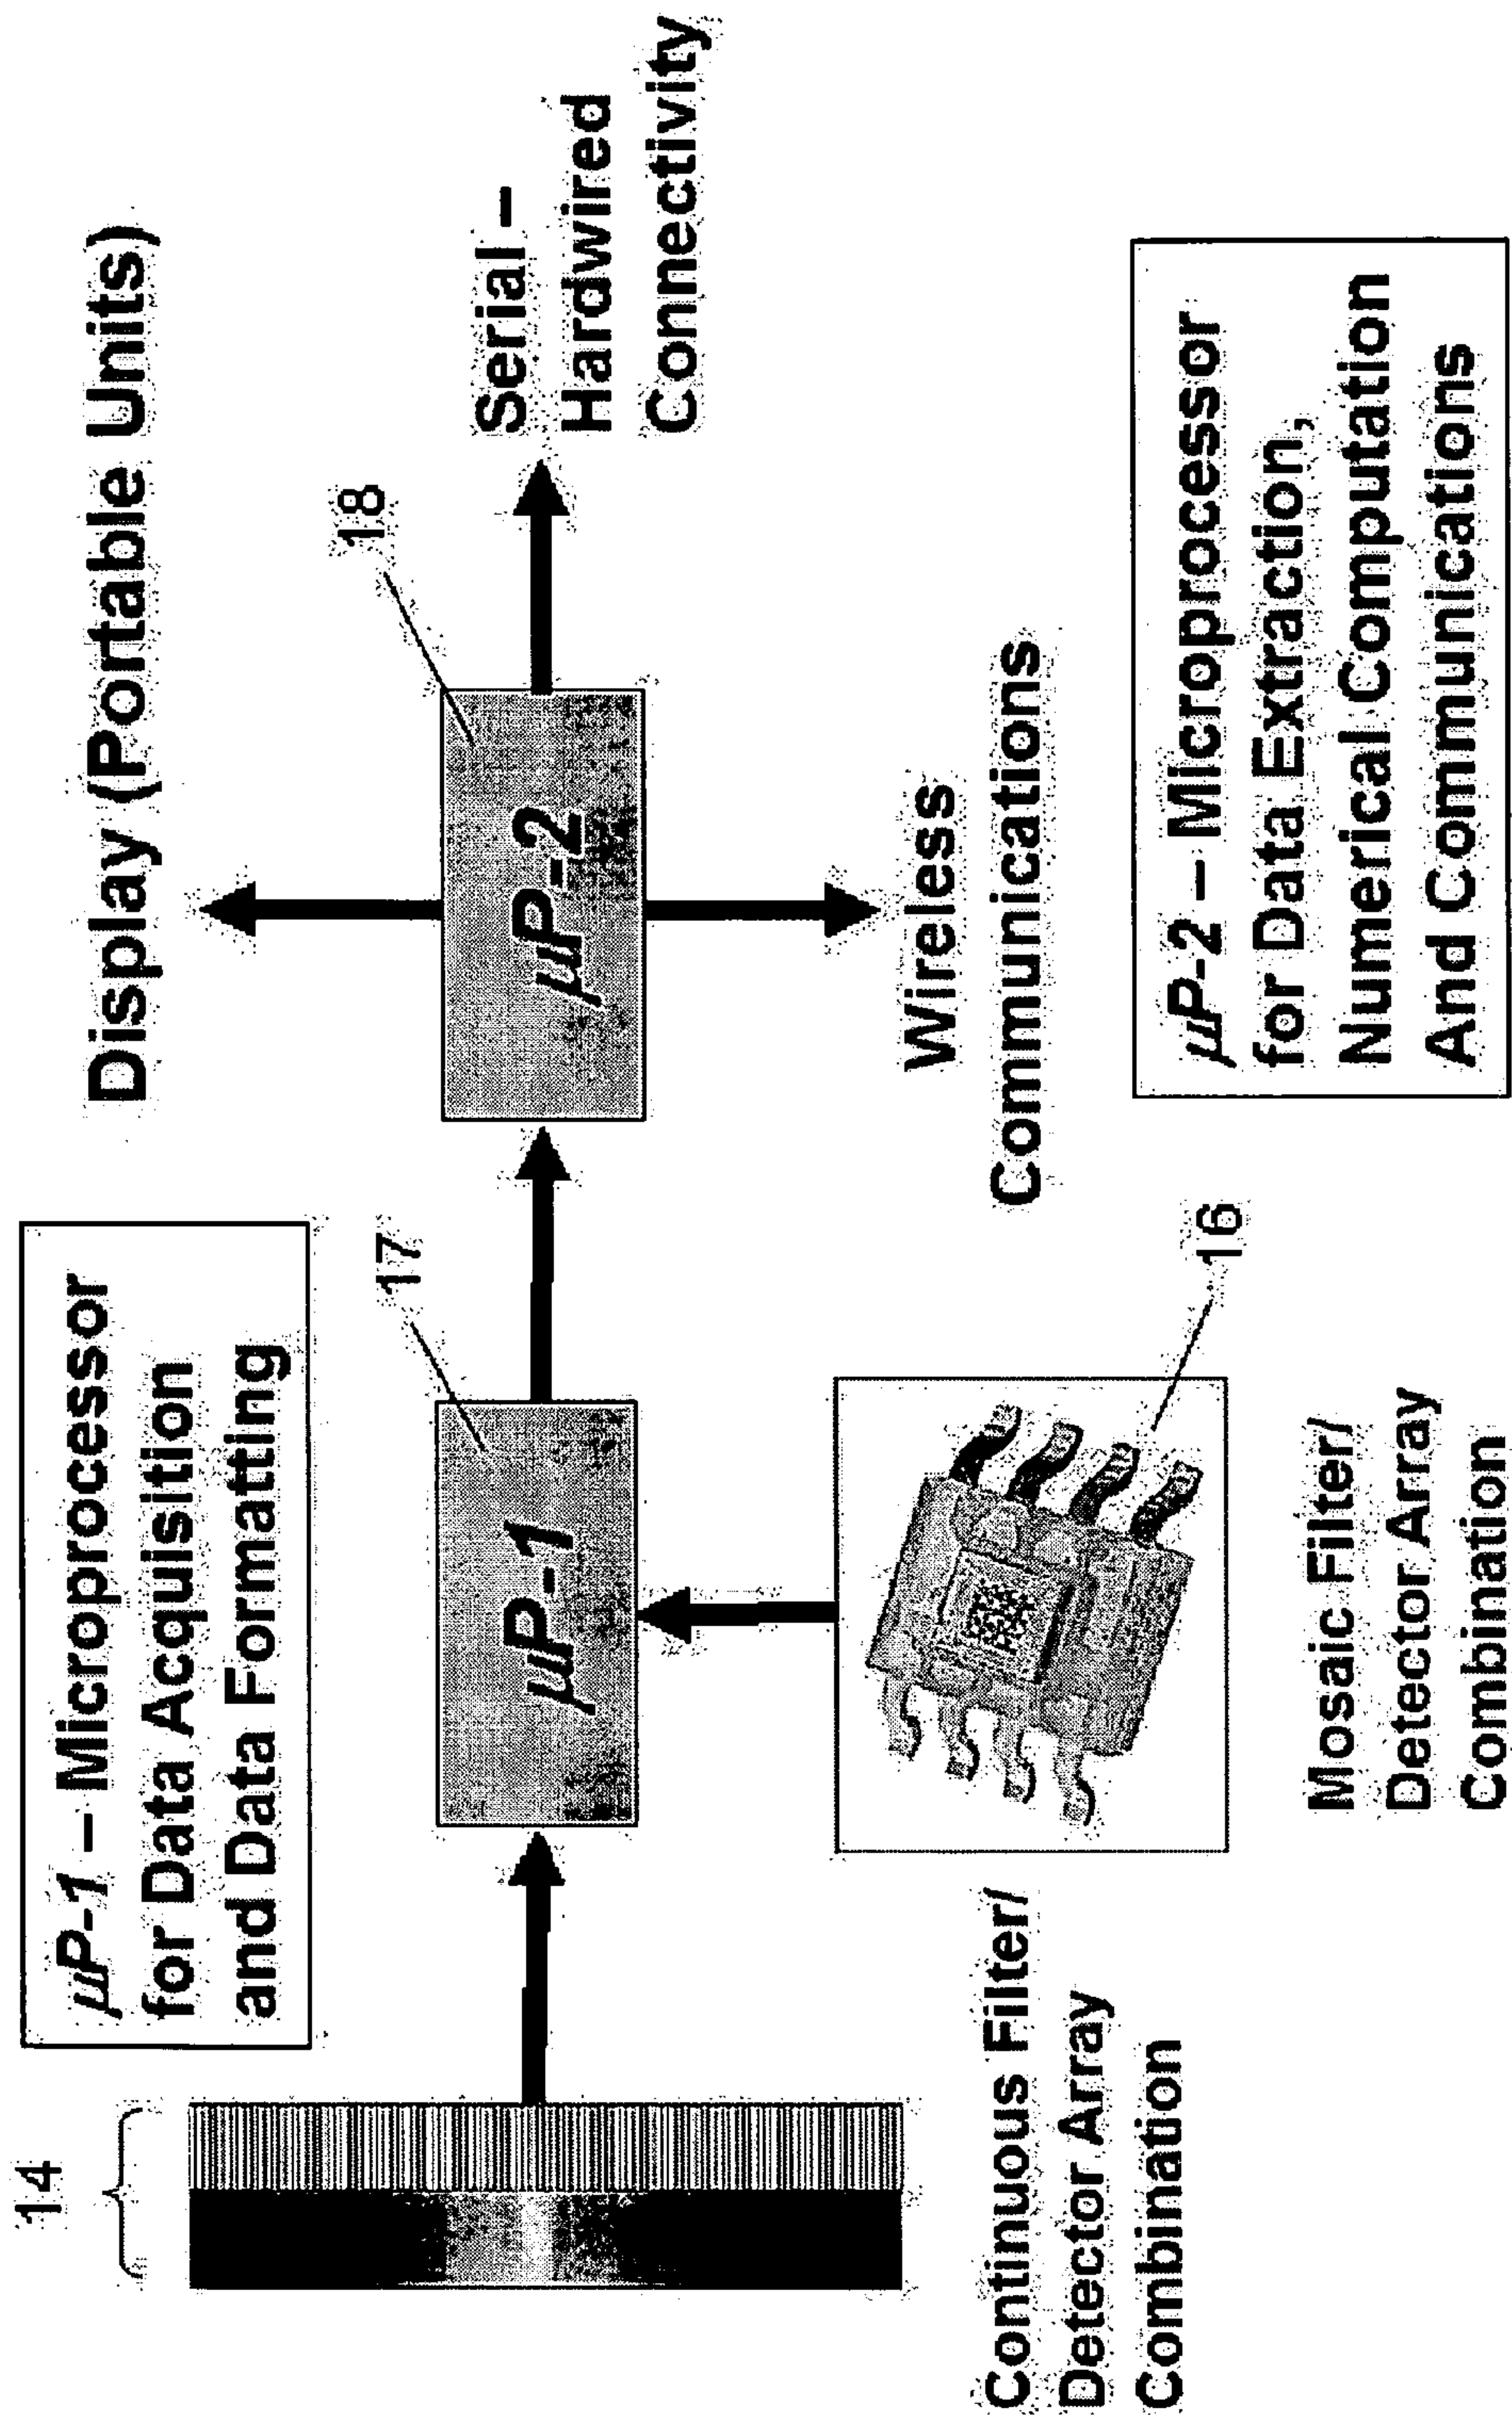 14
μP-1 – Microprocessor
for Data Acquisition
and Data Formatting
Display (Portable Units)
17
18
μP-1
μP-2
Serial –
Hardwired
Connectivity
Continuous Filter/
Detector Array
Combination
16
Mosaic Filter/
Detector Array
Combination
Wireless
Communications
μP-2 – Microprocessor
for Data Extraction,
Numerical Computation
And Communications